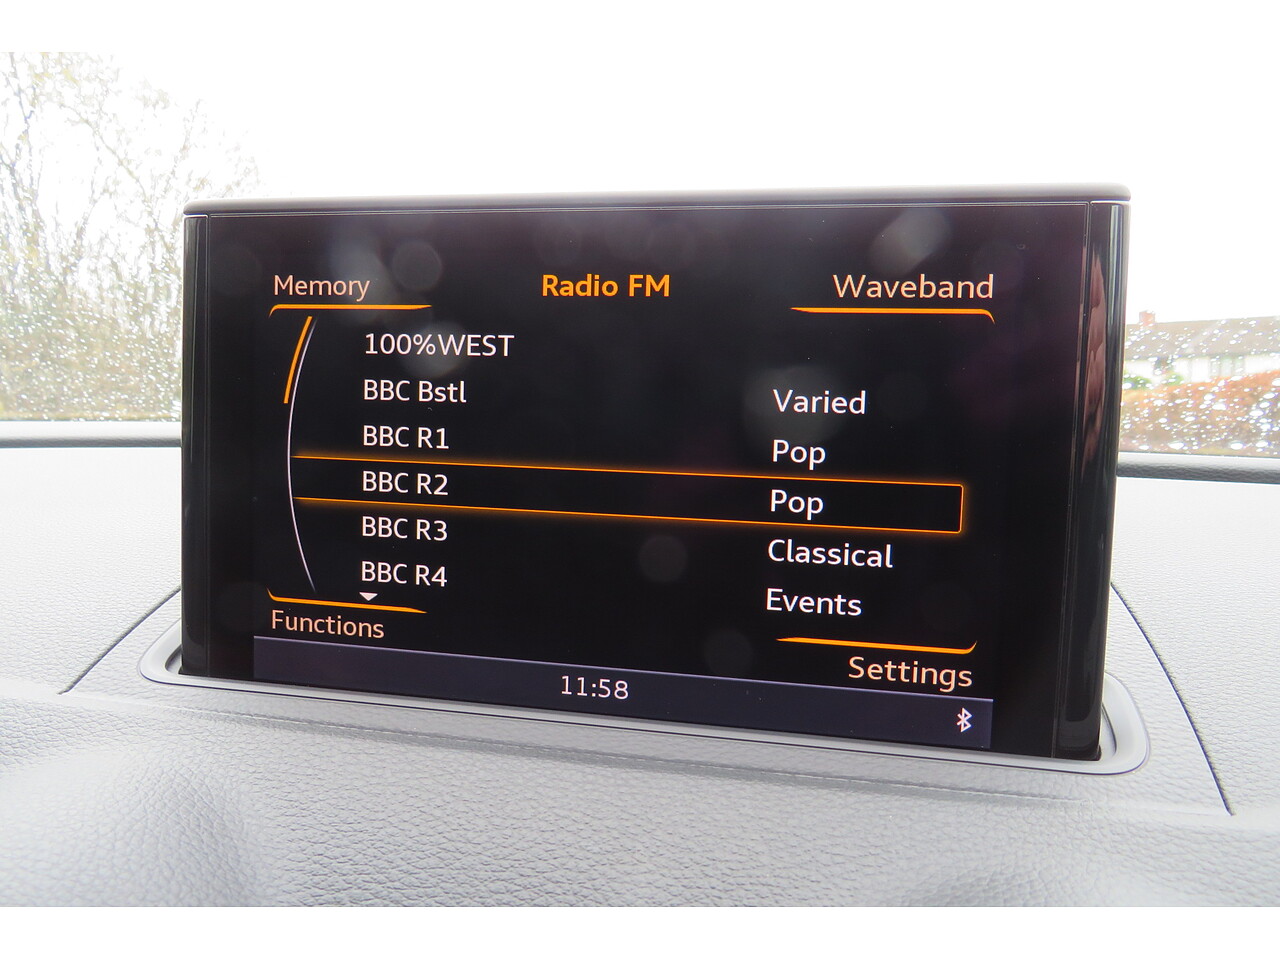 Memory Radio FM Waveband
100%WEST
BBC Bstl Varied
BBC R1 Pop
BBC R2 Pop
BBC R3 Classical
BBC R4 Events
Functions Settings
11:58